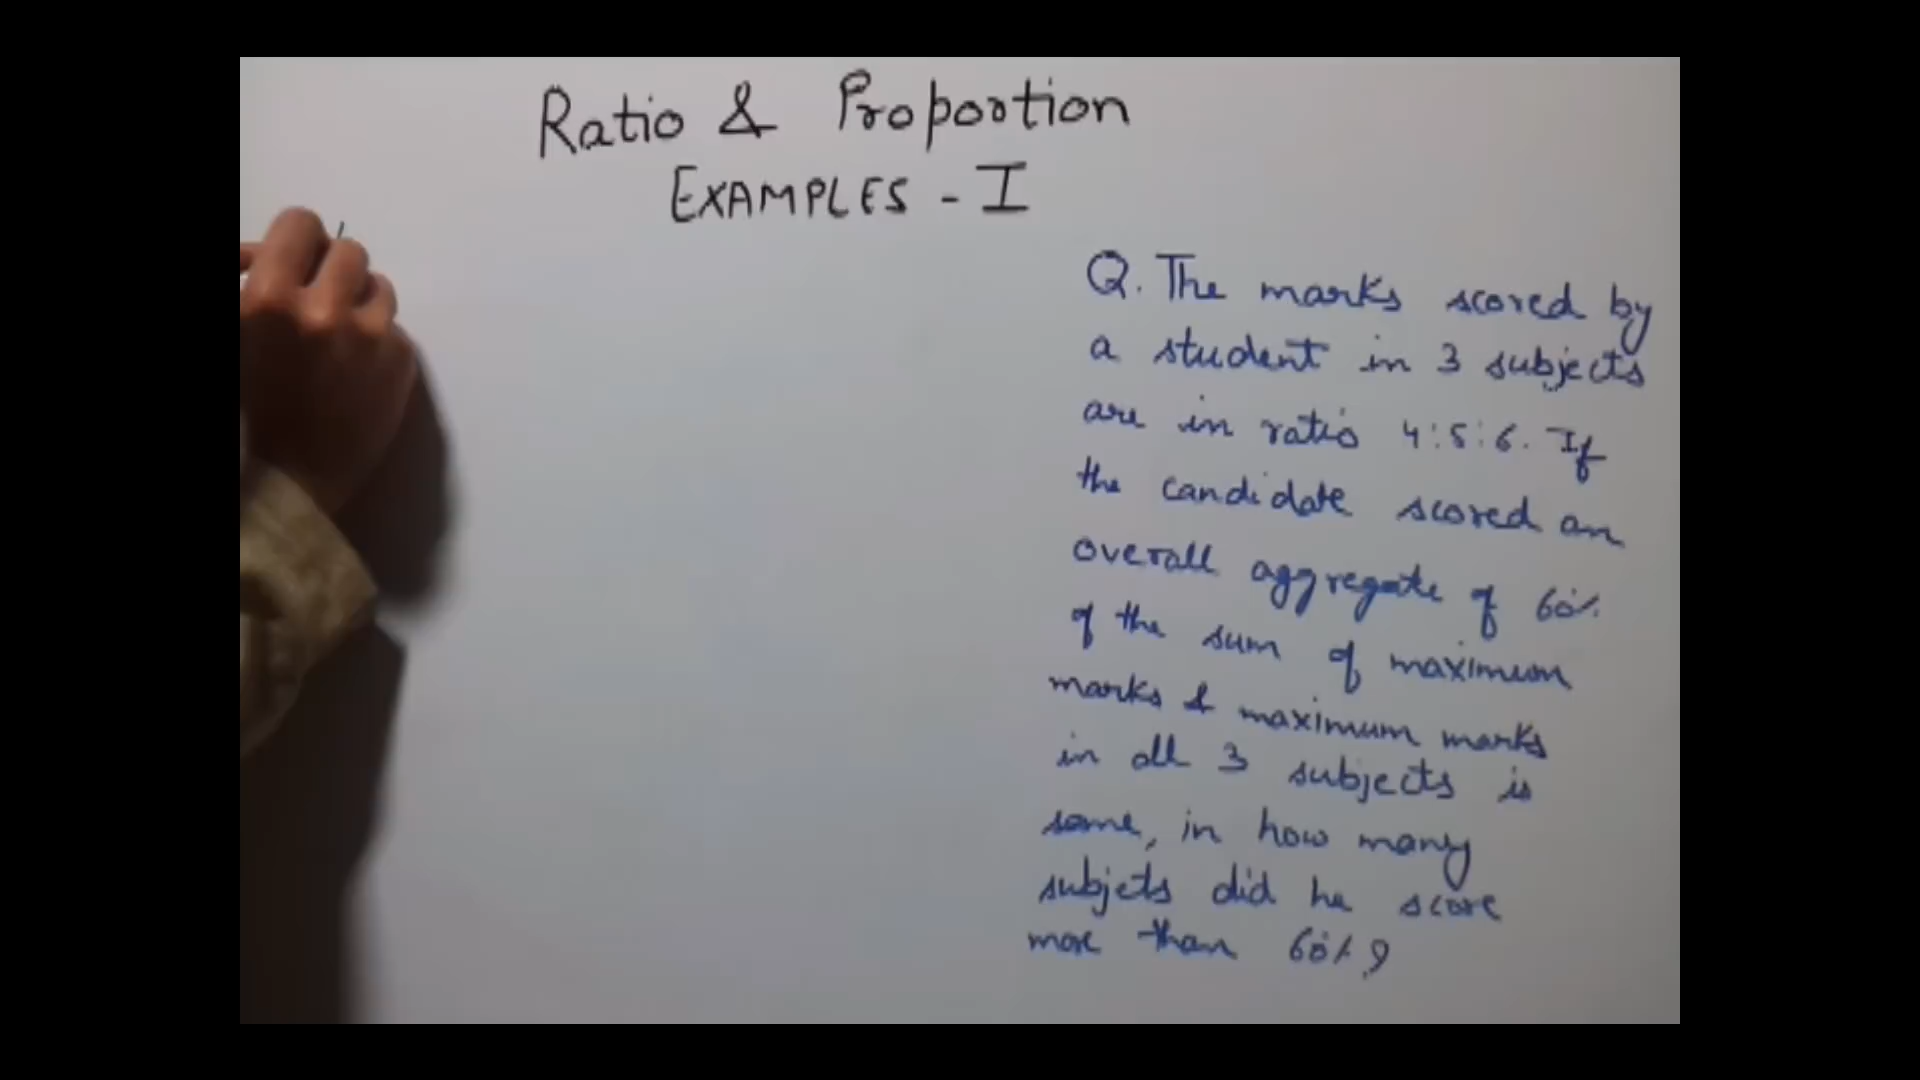 Ratio & Proportion
EXAMPLES - I
Q. The marks scored by
a student in 3 subjects
are in ratio 4:5:6. If
the candidate scored an
overall aggregate of 60%
of the sum of maximum
marks & maximum marks
in all 3 subjects is
same, in how many
subjets did he score
more than 60%?